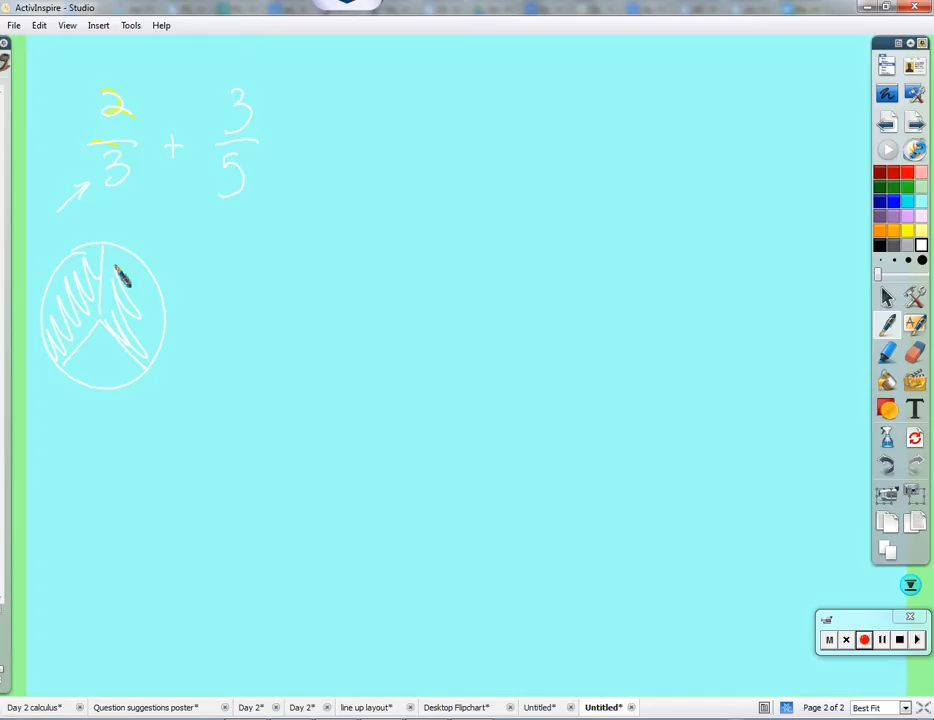 ActivInspire - Studio
File Edit View Insert Tools Help
2/3 + 3/5
T
M
Day 2 calculus* Question suggestions poster* Day 2* Day 2* line up layout* Desktop Flipchart* Untitled* Untitled* Page 2 of 2 Best Fit